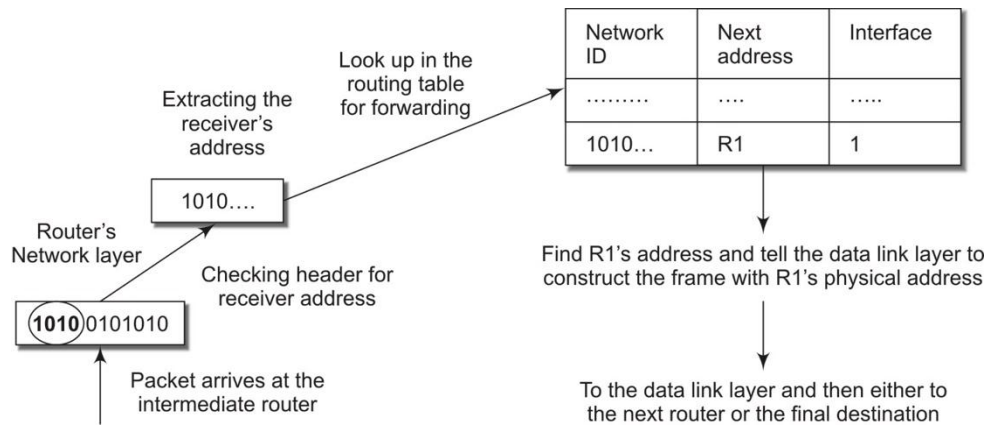 Packet arrives at the
intermediate router
10100101010
Router's
Network layer
Checking header for
receiver address
Extracting the
receiver's
address
1010....
Look up in the
routing table
for forwarding
Network ID Next address Interface
......... .... .....
1010... R1 1
Find R1's address and tell the data link layer to
construct the frame with R1's physical address
To the data link layer and then either to
the next router or the final destination